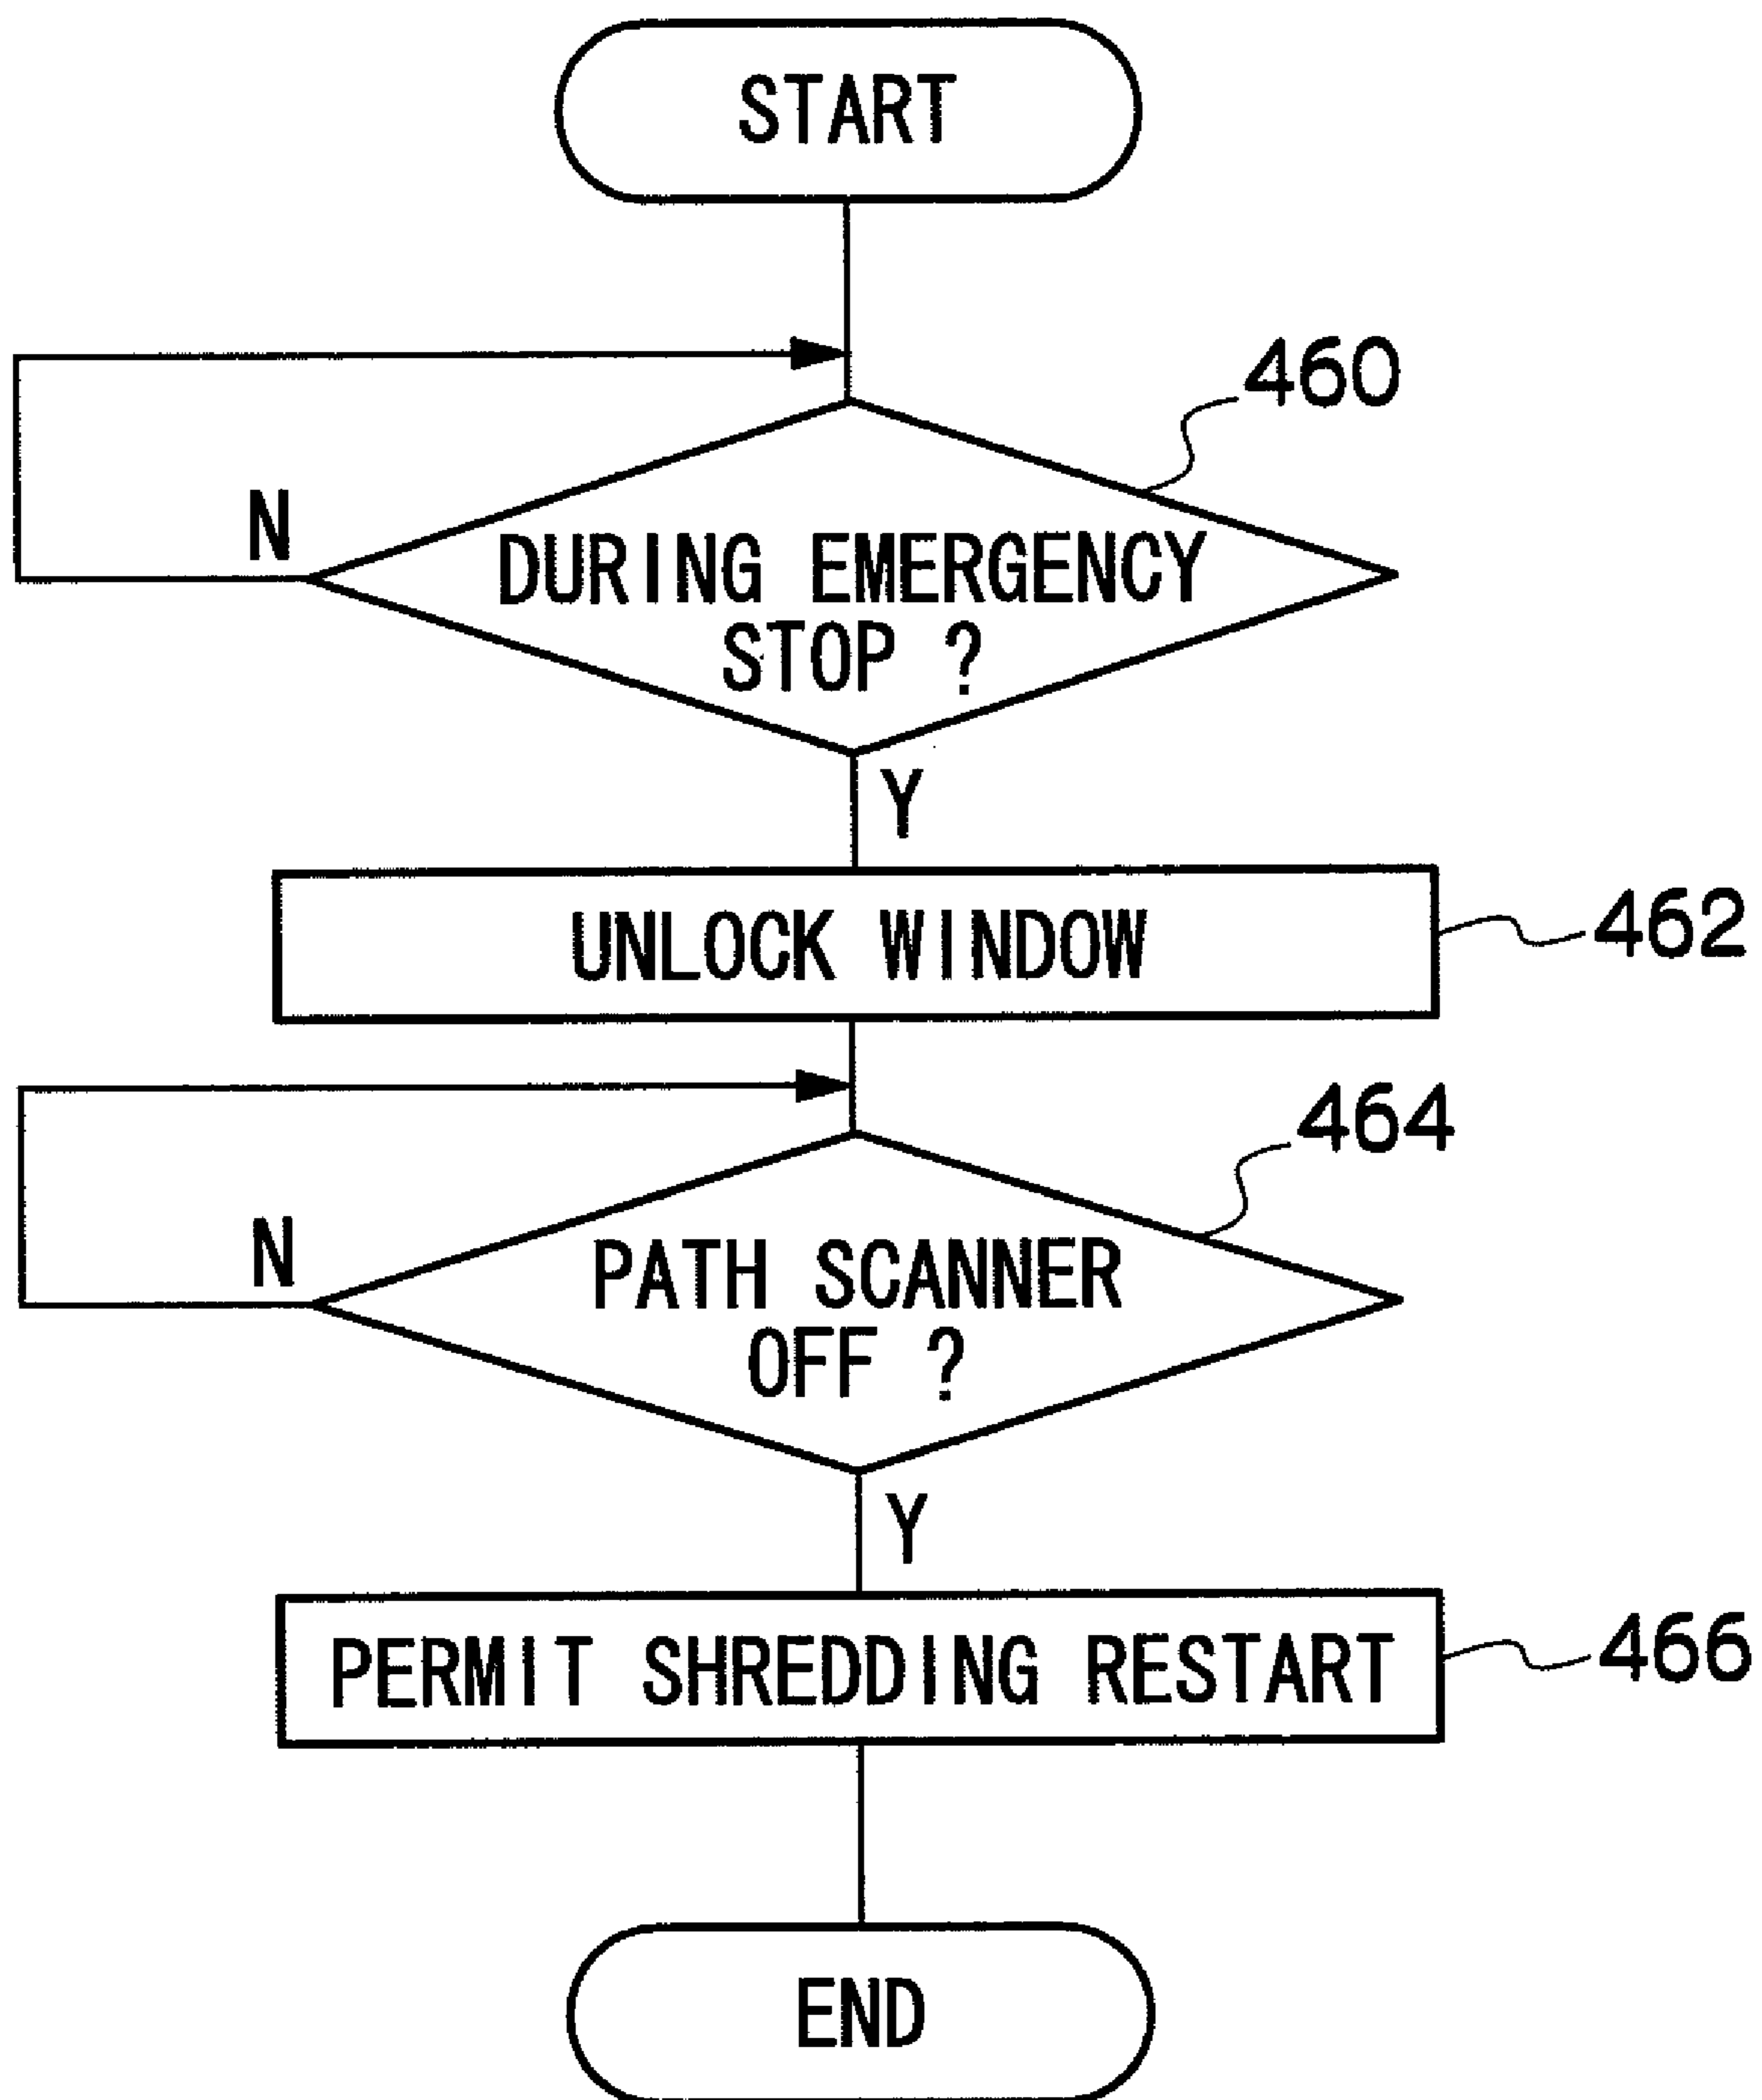 START
460
N
DURING EMERGENCY
STOP ?
Y
UNLOCK WINDOW
462
464
N
PATH SCANNER
OFF ?
Y
PERMIT SHREDDING RESTART
466
END